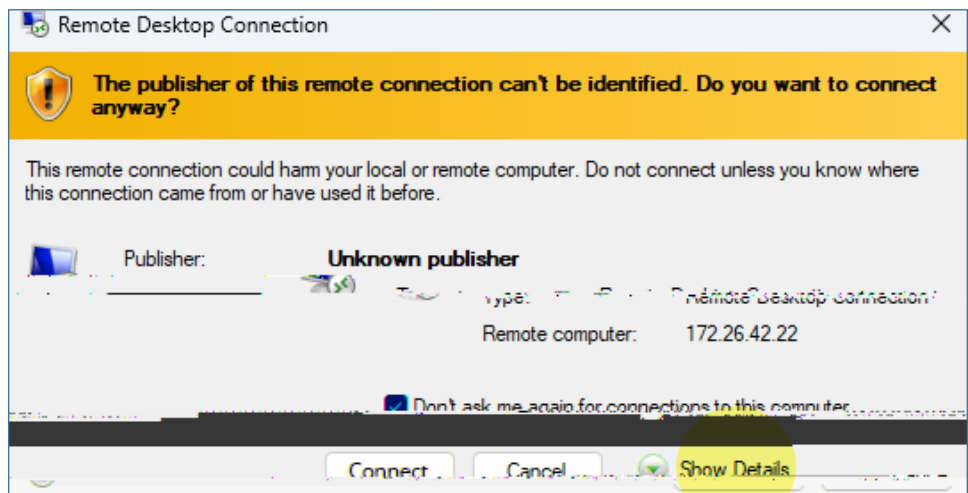 Remote Desktop Connection
The publisher of this remote connection can't be identified. Do you want to connect
anyway?
This remote connection could harm your local or remote computer. Do not connect unless you know where
this connection came from or have used it before.
Publisher: Unknown publisher
Type: Remote Desktop Connection
Remote computer: 172.26.42.22
Don't ask me again for connections to this computer
Connect Cancel Show Details